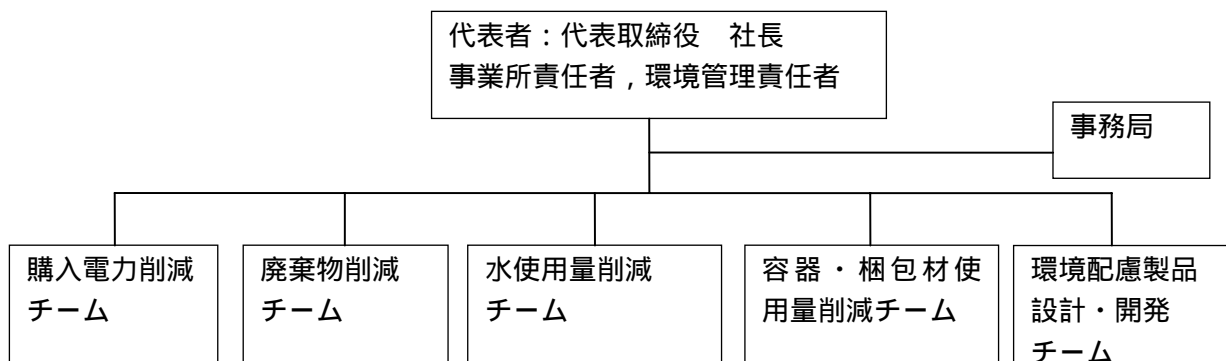 代表者：代表取締役　社長
事業所責任者，環境管理責任者
事務局
購入電力削減
チーム
廃棄物削減
チーム
水使用量削減
チーム
容器・梱包材使
用量削減チーム
環境配慮製品
設計・開発
チーム